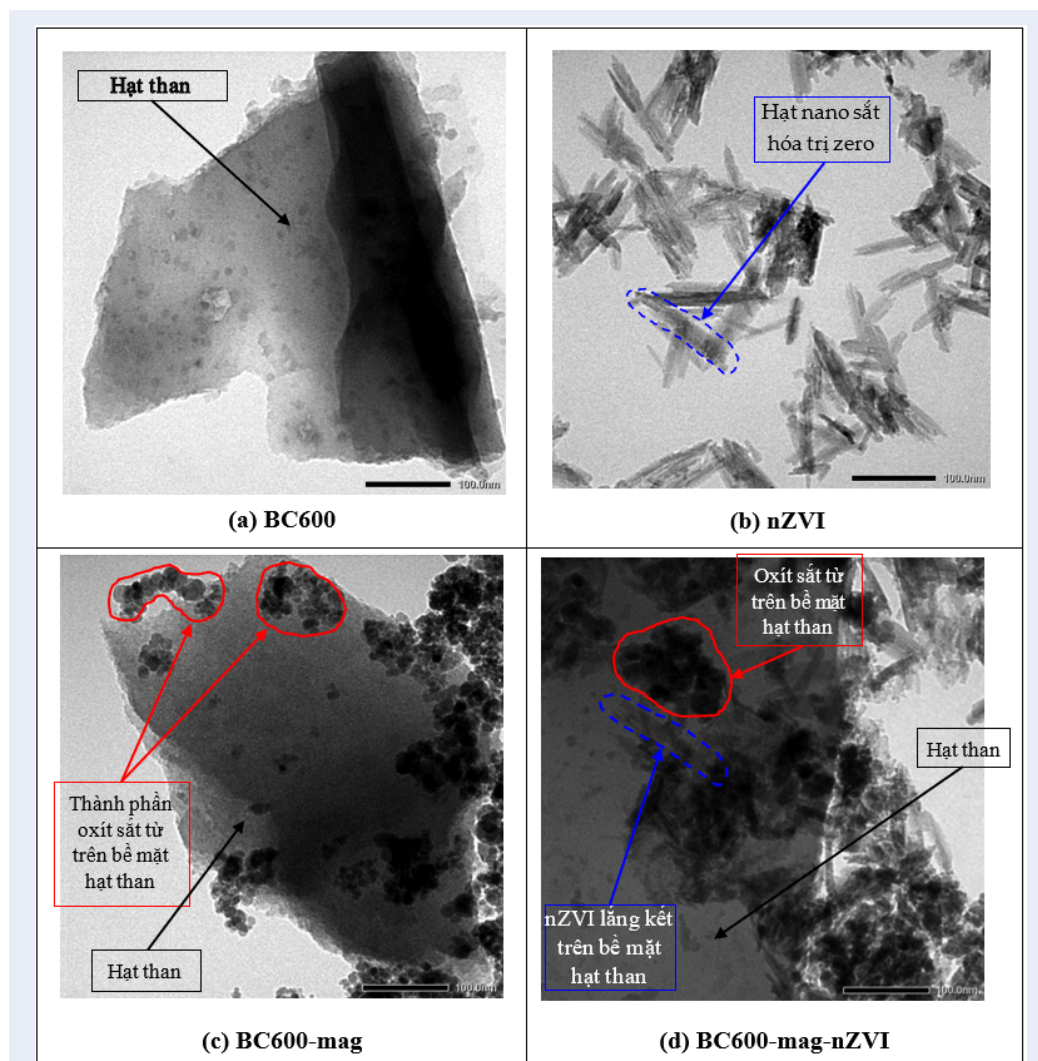 Hạt than
100.0nm
(a) BC600
Hạt nano sắt
hóa trị zero
100.0nm
(b) nZVI
Thành phần
oxít sắt từ
trên bề mặt
hạt than
Hạt than
100.0nm
(c) BC600-mag
Oxít sắt từ
trên bề mặt
hạt than
Hạt than
nZVI lắng kết
trên bề mặt
hạt than
100.0nm
(d) BC600-mag-nZVI